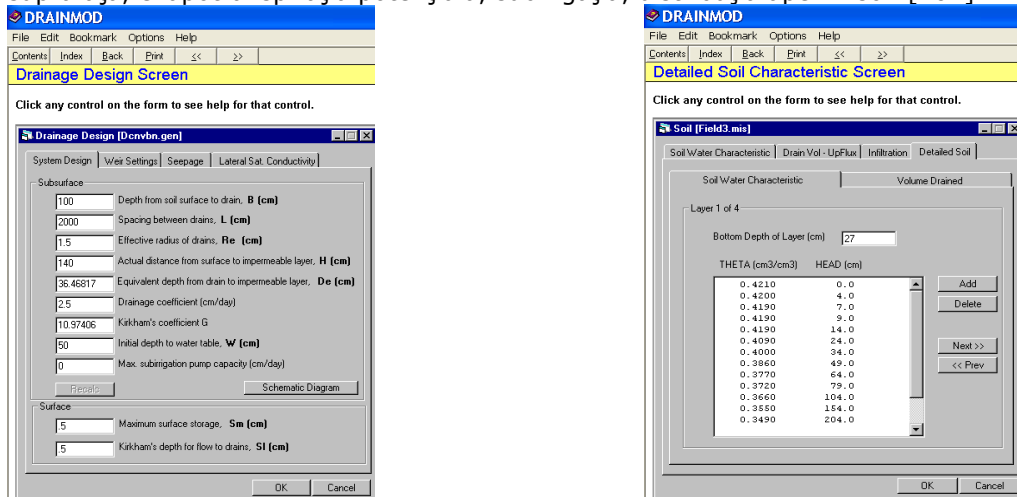 DRAINMOD
File Edit Bookmark Options Help
Contents Index Back Print << >>
Drainage Design Screen
Click any control on the form to see help for that control.
Drainage Design [Dcnvbn.gen]
System Design Weir Settings Seepage Lateral Sat. Conductivity
Subsurface
100 Depth from soil surface to drain, B (cm)
2000 Spacing between drains, L (cm)
1.5 Effective radius of drains, Re (cm)
140 Actual distance from surface to impermeable layer, H (cm)
36.46817 Equivalent depth from drain to impermeable layer, De (cm)
2.5 Drainage coefficient (cm/day)
10.97406 Kirkham's coefficient G
50 Initial depth to water table, W (cm)
0 Max. subirrigation pump capacity (cm/day)
Recalc Schematic Diagram
Surface
.5 Maximum surface storage, Sm (cm)
.5 Kirkham's depth for flow to drains, Sl (cm)
OK Cancel
DRAINMOD
File Edit Bookmark Options Help
Contents Index Back Print << >>
Detailed Soil Characteristic Screen
Click any control on the form to see help for that control.
Soil [Field3.mis]
Soil Water Characteristic Drain Vol - UpFlux Infiltration Detailed Soil
Soil Water Characteristic Volume Drained
Layer 1 of 4
Bottom Depth of Layer (cm) 27
THETA (cm3/cm3) HEAD (cm)
0.4210 0.0
0.4200 4.0
0.4190 7.0
0.4190 9.0
0.4190 14.0
0.4090 24.0
0.4000 34.0
0.3860 49.0
0.3770 64.0
0.3720 79.0
0.3660 104.0
0.3550 154.0
0.3490 204.0
Add
Delete
Next >>
<< Prev
OK Cancel